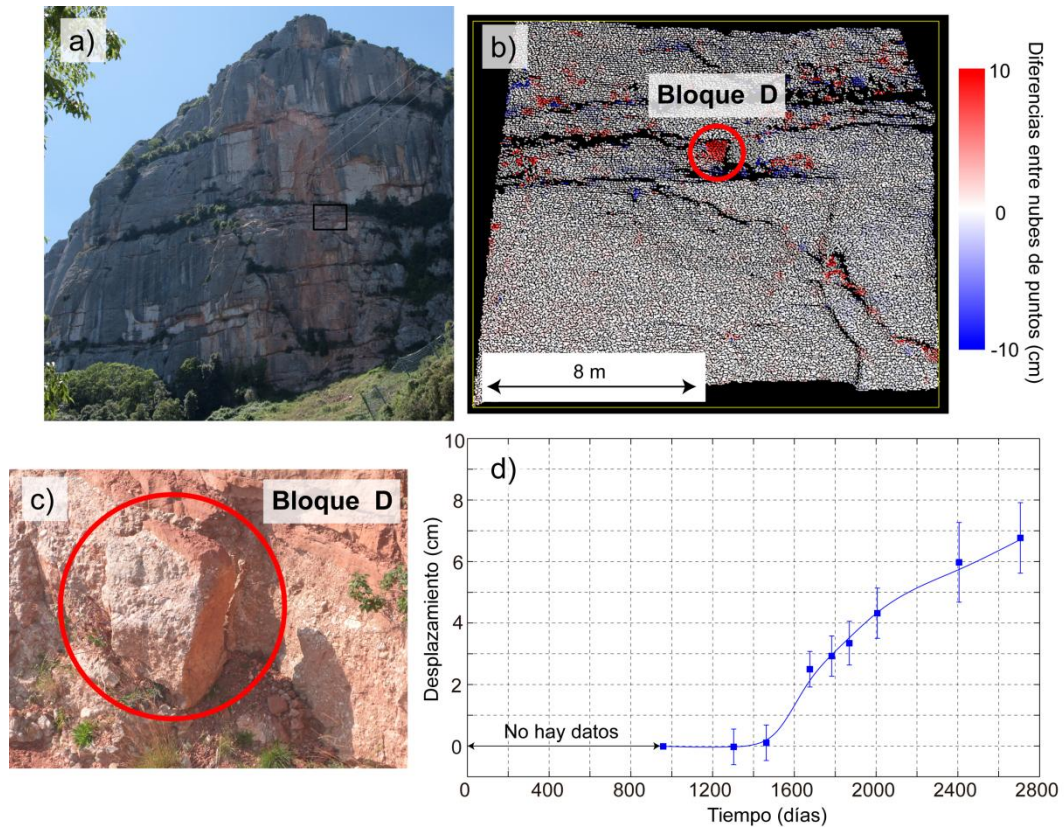 a)
b)
Bloque D
8 m
10
0
-10
Diferencias entre nubes de puntos (cm)
c)
Bloque D
d)
10
8
6
4
2
0
Desplazamiento (cm)
No hay datos
0 400 800 1200 1600 2000 2400 2800
Tiempo (días)